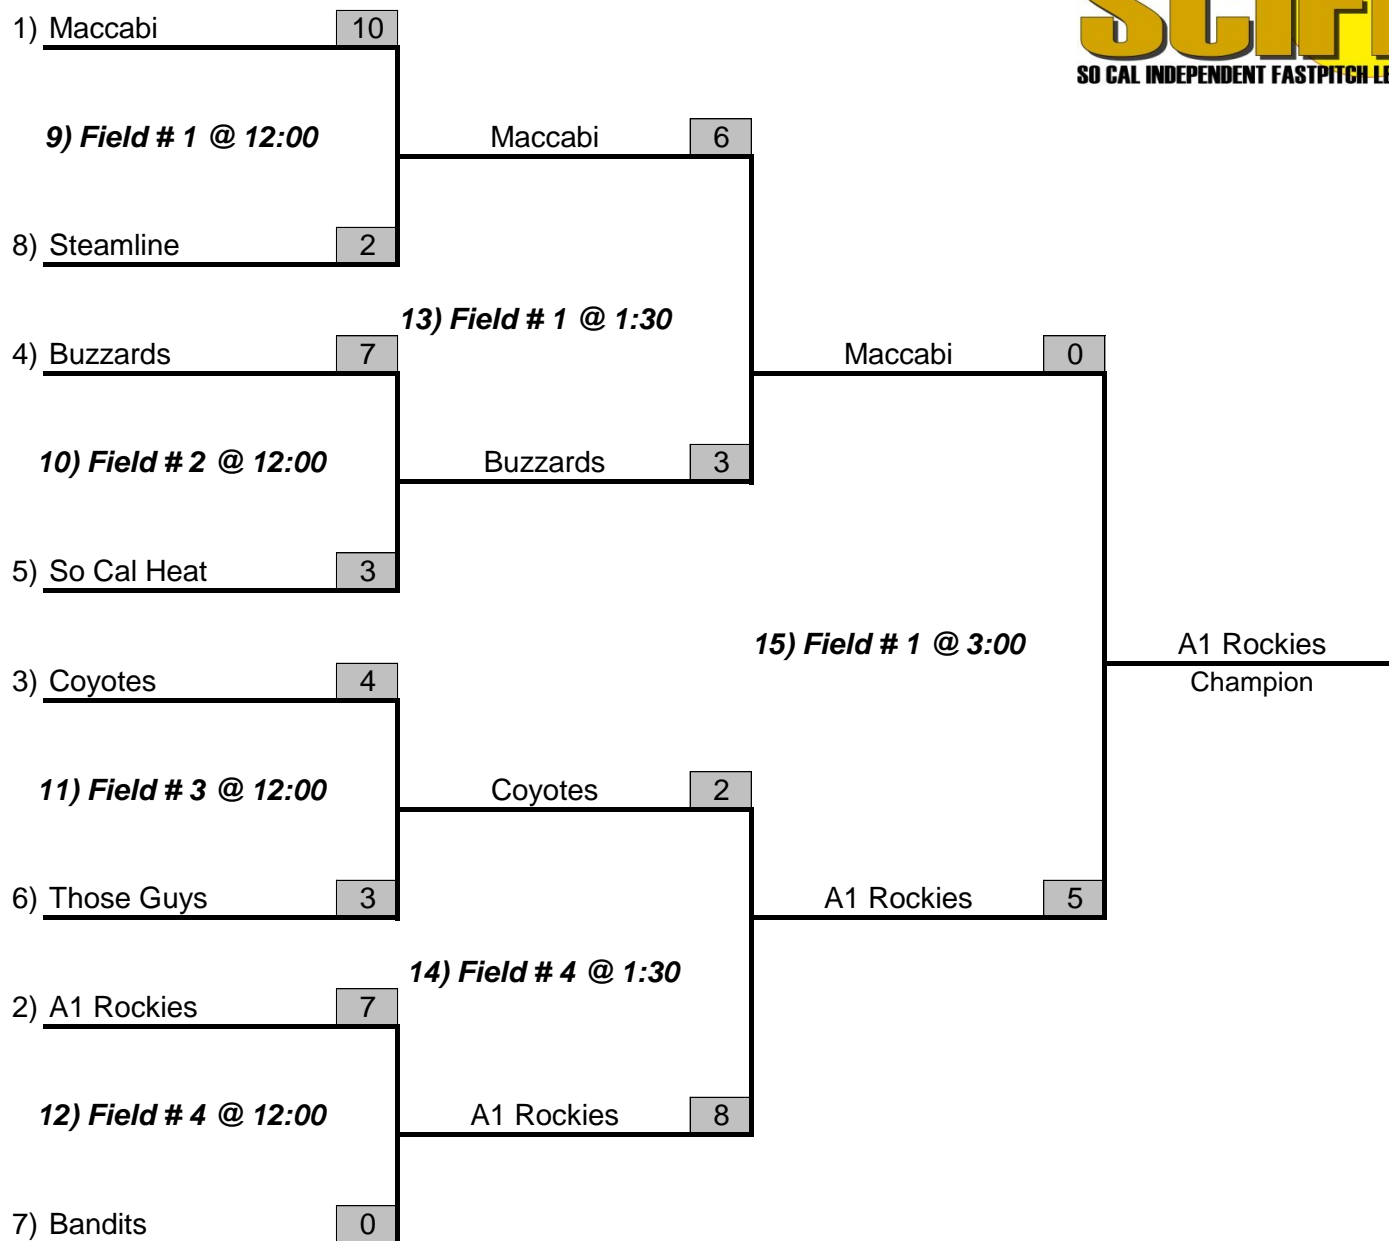 1) Maccabi 10
SO CAL INDEPENDENT FASTPITCH
9) Field # 1 @ 12:00
Maccabi 6
8) Steamline 2
13) Field # 1 @ 1:30
4) Buzzards 7
Maccabi 0
10) Field # 2 @ 12:00
Buzzards 3
5) So Cal Heat 3
15) Field # 1 @ 3:00
A1 Rockies
Champion
3) Coyotes 4
11) Field # 3 @ 12:00
Coyotes 2
6) Those Guys 3
A1 Rockies 5
14) Field # 4 @ 1:30
2) A1 Rockies 7
12) Field # 4 @ 12:00
A1 Rockies 8
7) Bandits 0